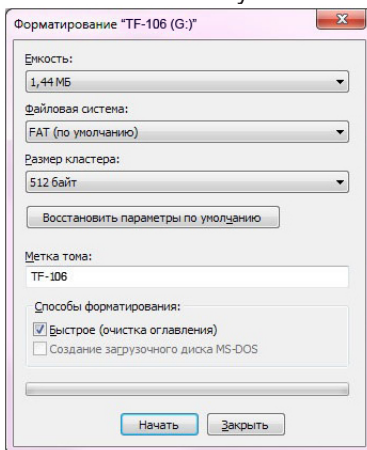 Форматирование "TF-106 (G:)"
Емкость:
1,44 МБ
Файловая система:
FAT (по умолчанию)
Размер кластера:
512 байт
Восстановить параметры по умолчанию
Метка тома:
TF-106
Способы форматирования:
Быстрое (очистка оглавления)
Создание загрузочного диска MS-DOS
Начать Закрыть